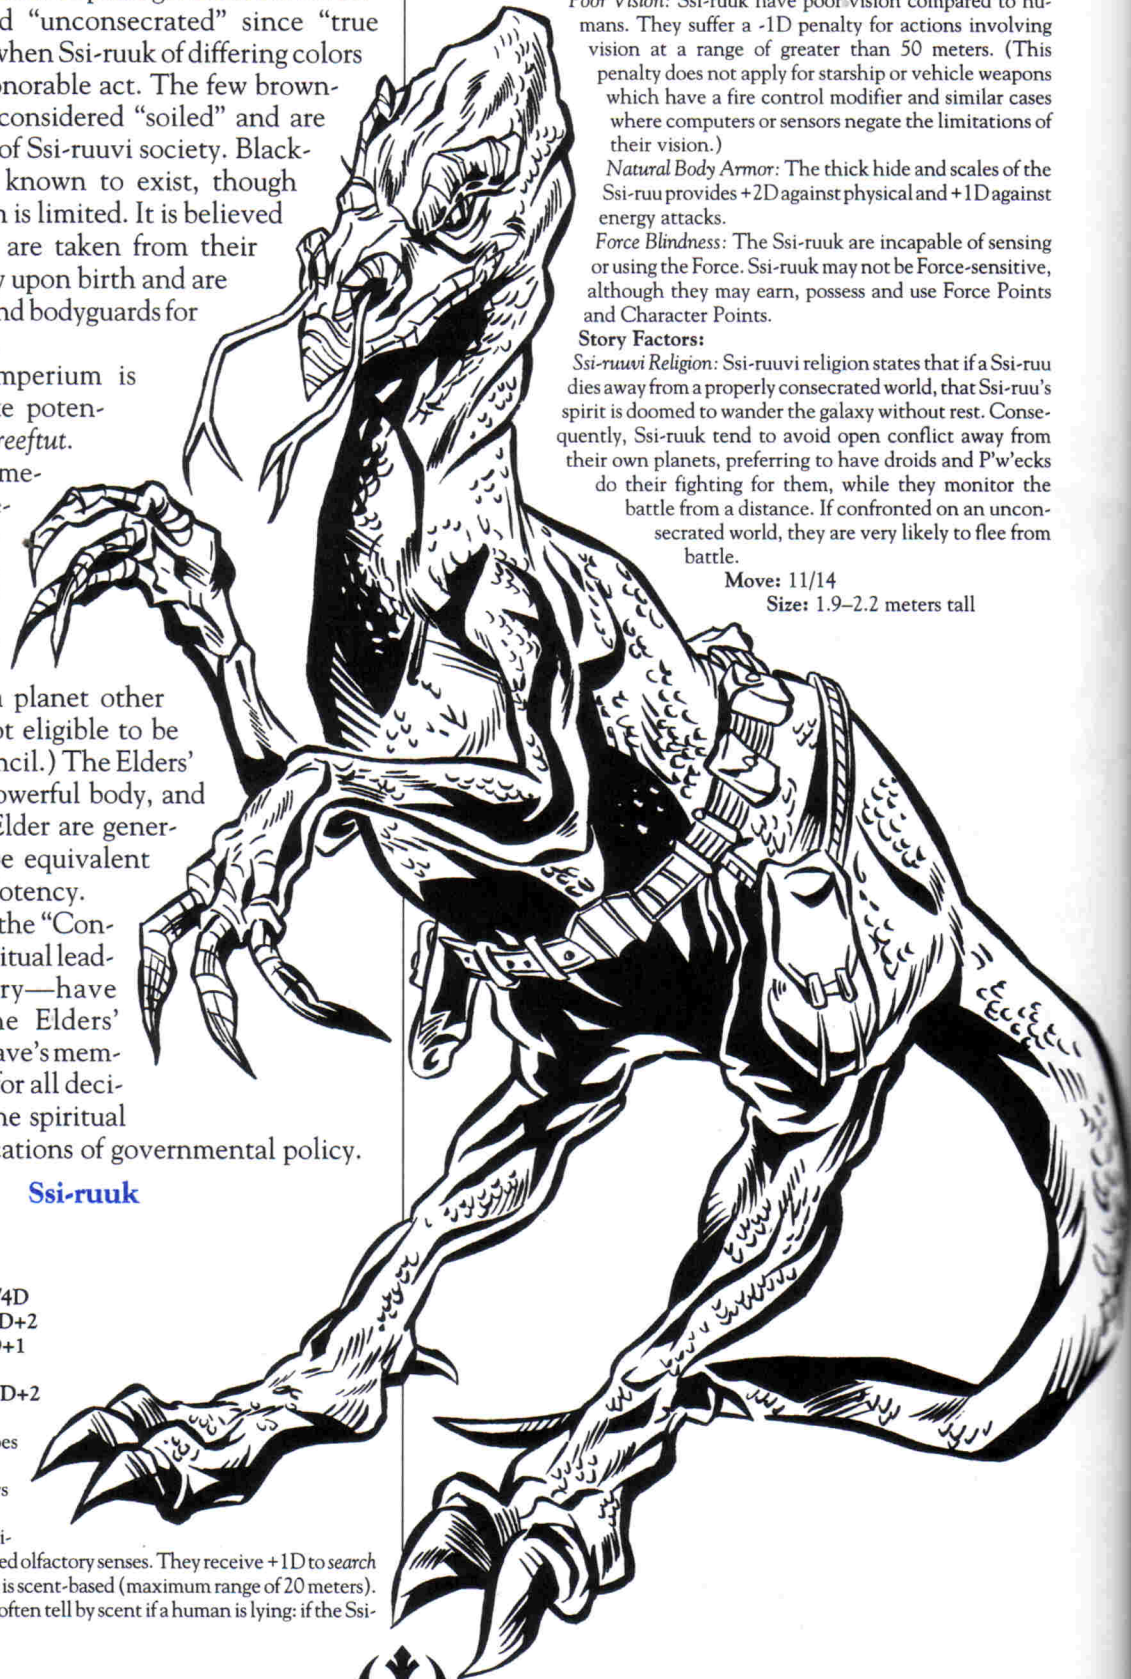 d "unconsecrated" since "true
when Ssi-ruuk of differing colors
onorable act. The few brown-
considered "soiled" and are
of Ssi-ruuvi society. Black-
known to exist, though
is limited. It is believed
are taken from their
upon birth and are
nd bodyguards for
mperium is
te poten-
reeftut.
me-
planet other
ot eligible to be
ncil.) The Elders'
owerful body, and
Elder are gener-
e equivalent
otency.
the "Con-
itual lead-
ry—have
ne Elders'
ave's mem-
for all deci-
ne spiritual
ations of governmental policy.
Ssi-ruuk
4D
D+2
+1
D+2
es
s
i-
ed olfactory senses. They receive +1D to search
is scent-based (maximum range of 20 meters).
often tell by scent if a human is lying: if the Ssi-
Poor Vision: Ssi-ruuk have poor vision compared to hu-
mans. They suffer a -1D penalty for actions involving
vision at a range of greater than 50 meters. (This
penalty does not apply for starship or vehicle weapons
which have a fire control modifier and similar cases
where computers or sensors negate the limitations of
their vision.)
Natural Body Armor: The thick hide and scales of the
Ssi-ruu provides +2D against physical and +1D against
energy attacks.
Force Blindness: The Ssi-ruuk are incapable of sensing
or using the Force. Ssi-ruuk may not be Force-sensitive,
although they may earn, possess and use Force Points
and Character Points.
Story Factors:
Ssi-ruuvi Religion: Ssi-ruuvi religion states that if a Ssi-ruu
dies away from a properly consecrated world, that Ssi-ruu's
spirit is doomed to wander the galaxy without rest. Conse-
quently, Ssi-ruuk tend to avoid open conflict away from
their own planets, preferring to have droids and P'w'ecks
do their fighting for them, while they monitor the
battle from a distance. If confronted on an uncon-
secrated world, they are very likely to flee from
battle.
Move: 11/14
Size: 1.9–2.2 meters tall